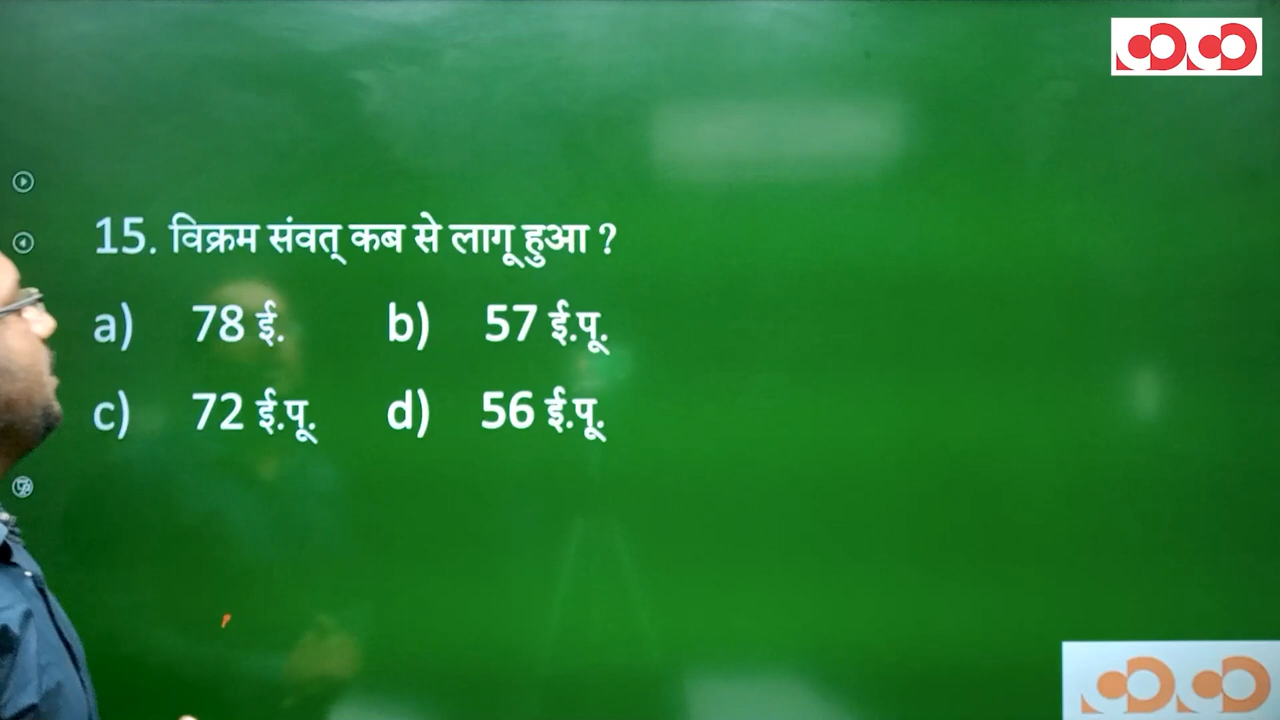 15. विक्रम संवत् कब से लागू हुआ ?
a) 78 ई. b) 57 ई.पू.
c) 72 ई.पू. d) 56 ई.पू.